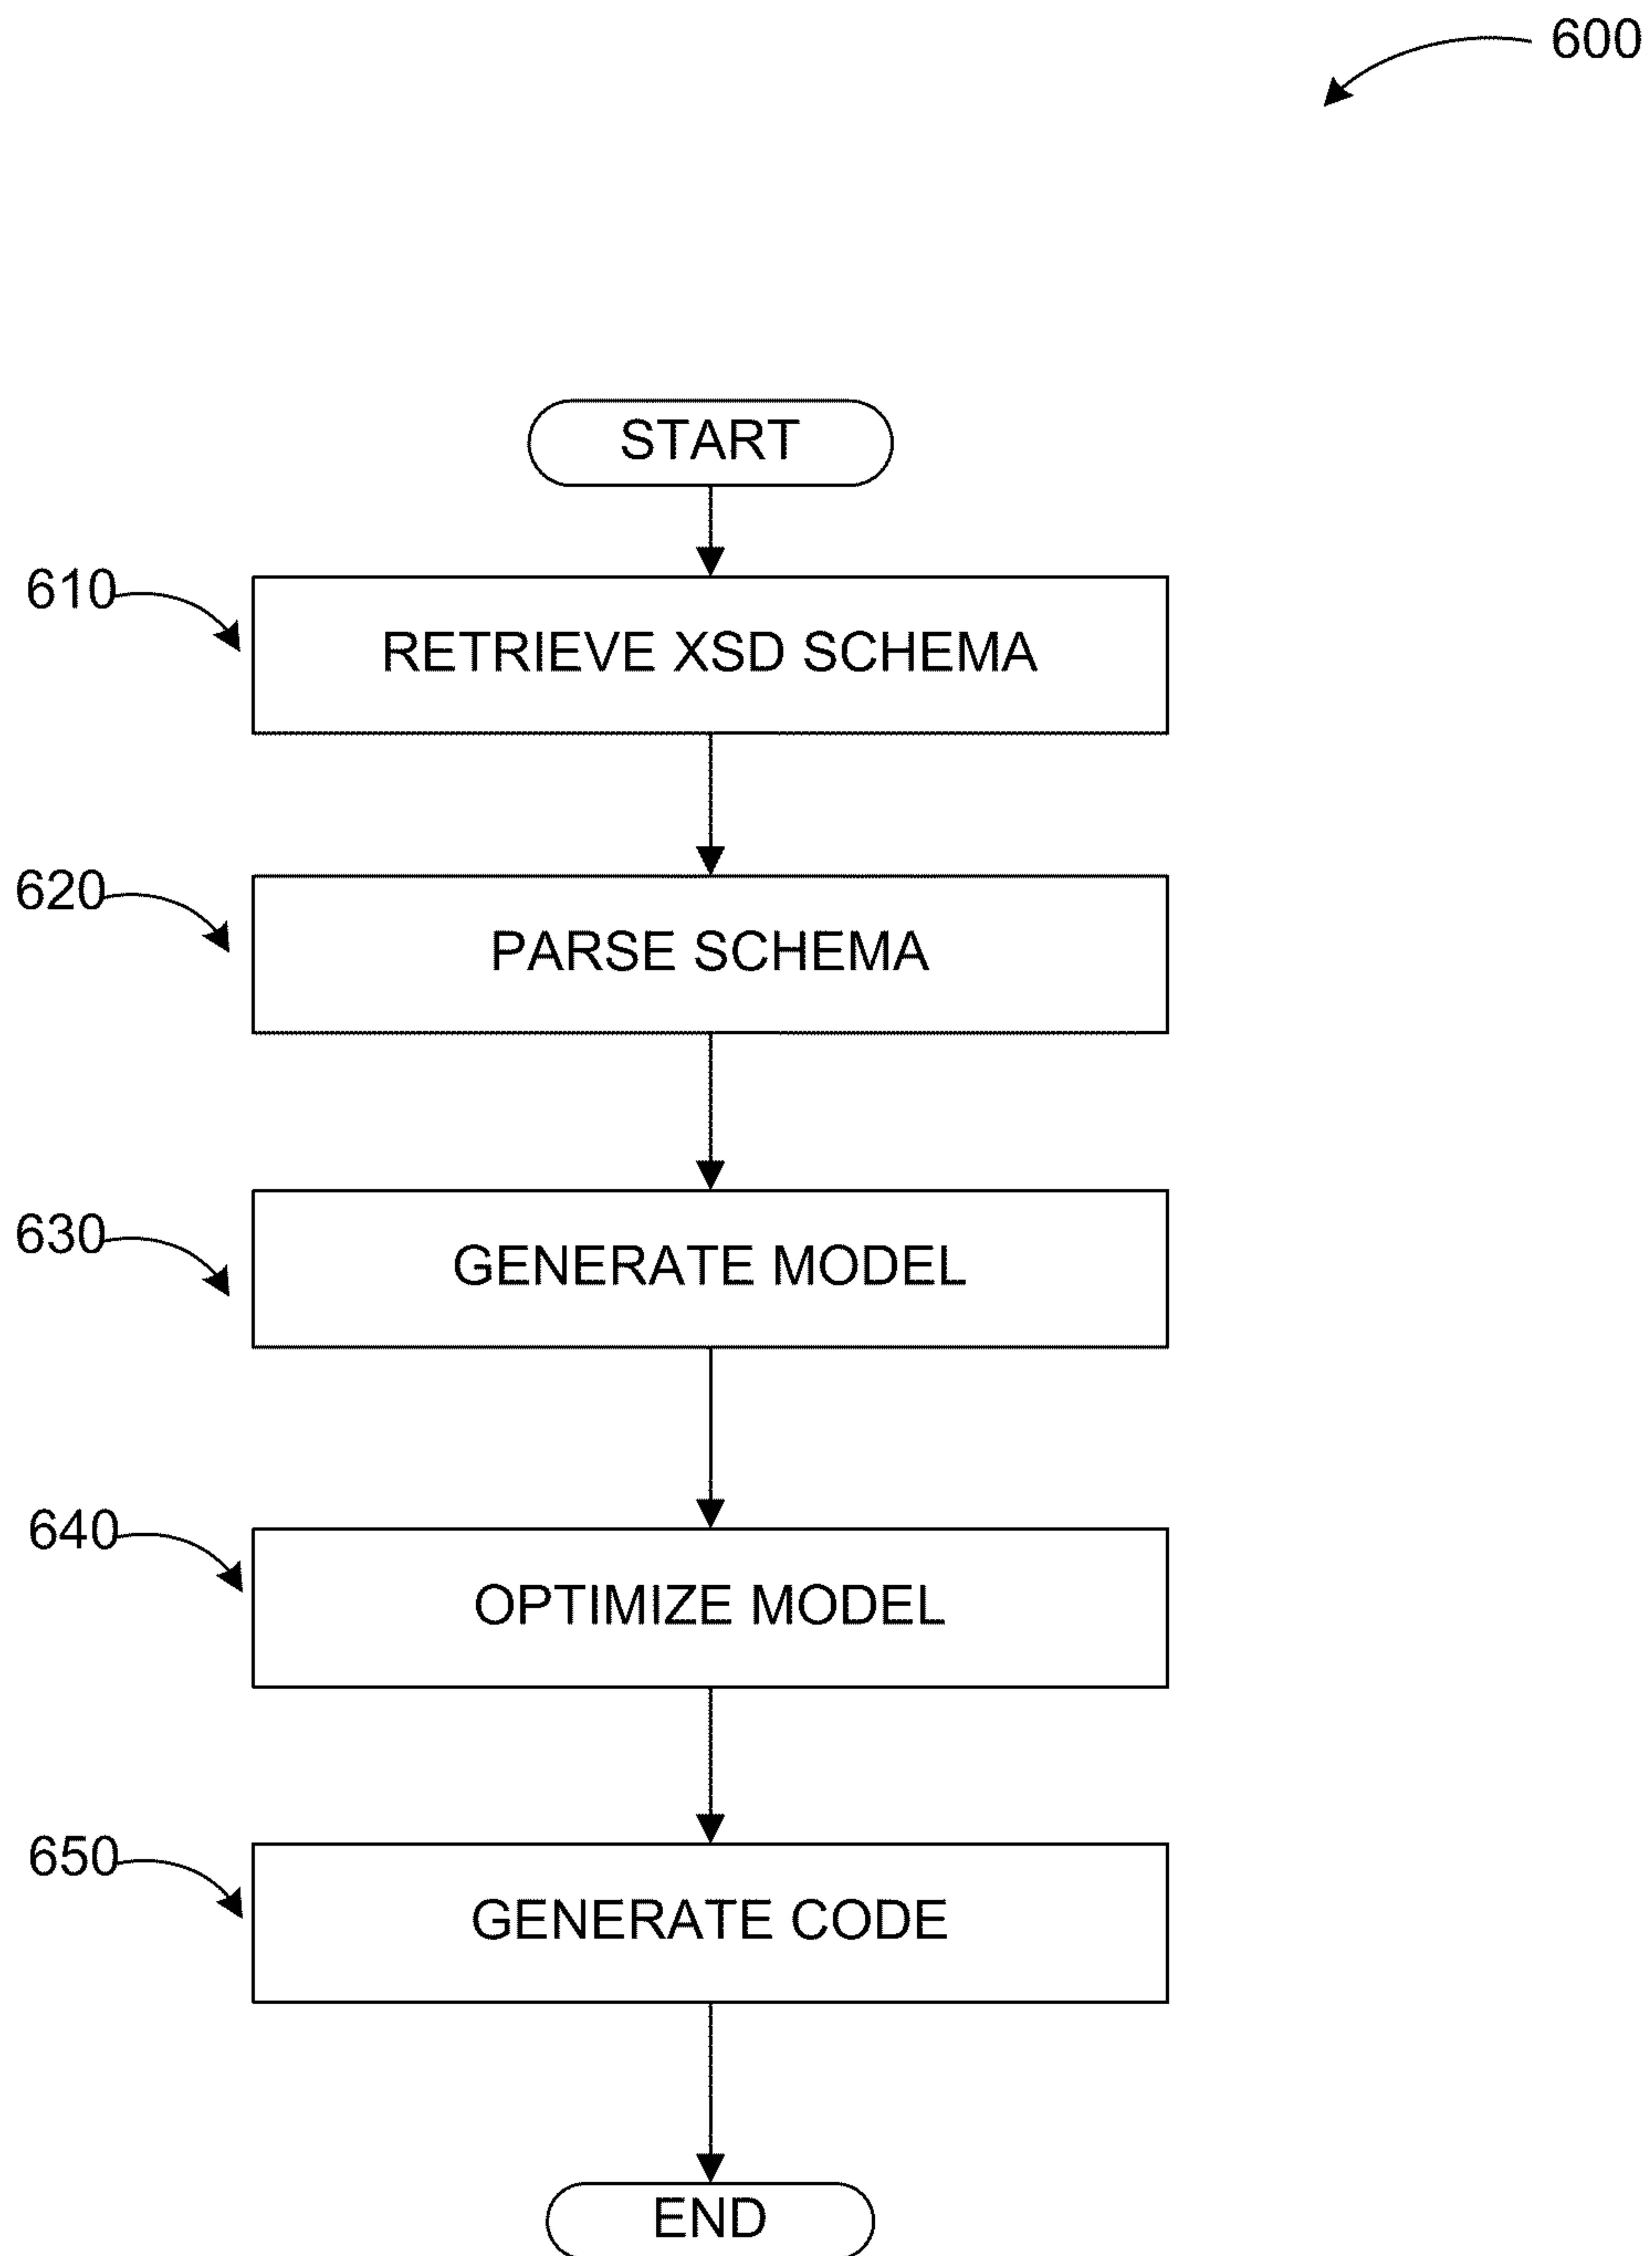 600
START
610
RETRIEVE XSD SCHEMA
620
PARSE SCHEMA
630
GENERATE MODEL
640
OPTIMIZE MODEL
650
GENERATE CODE
END